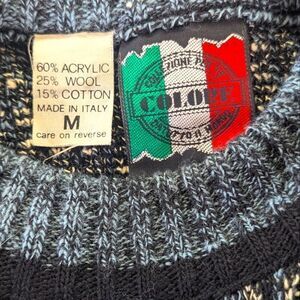 60% ACRYLIC
25% WOOL
15% COTTON
MADE IN ITALY
M
care on reverse
COLORE